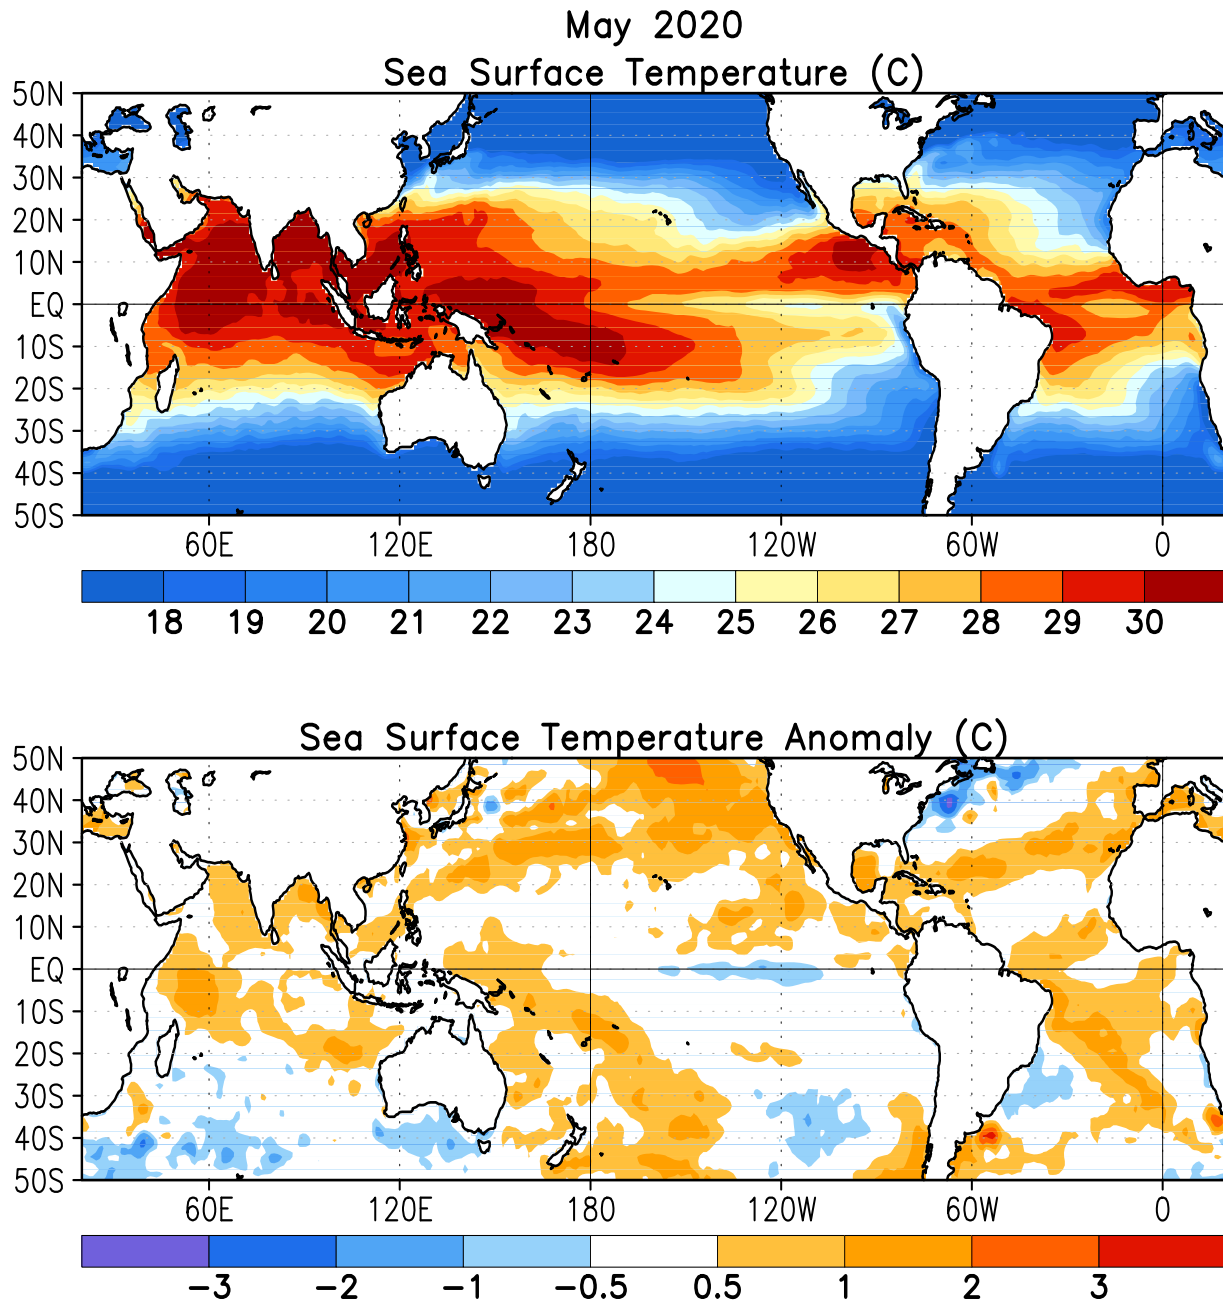 May 2020
Sea Surface Temperature (C)
50N
40N
30N
20N
10N
EQ
10S
20S
30S
40S
50S
60E 120E 180 120W 60W 0
18 19 20 21 22 23 24 25 26 27 28 29 30
Sea Surface Temperature Anomaly (C)
50N
40N
30N
20N
10N
EQ
10S
20S
30S
40S
50S
60E 120E 180 120W 60W 0
-3 -2 -1 -0.5 0.5 1 2 3